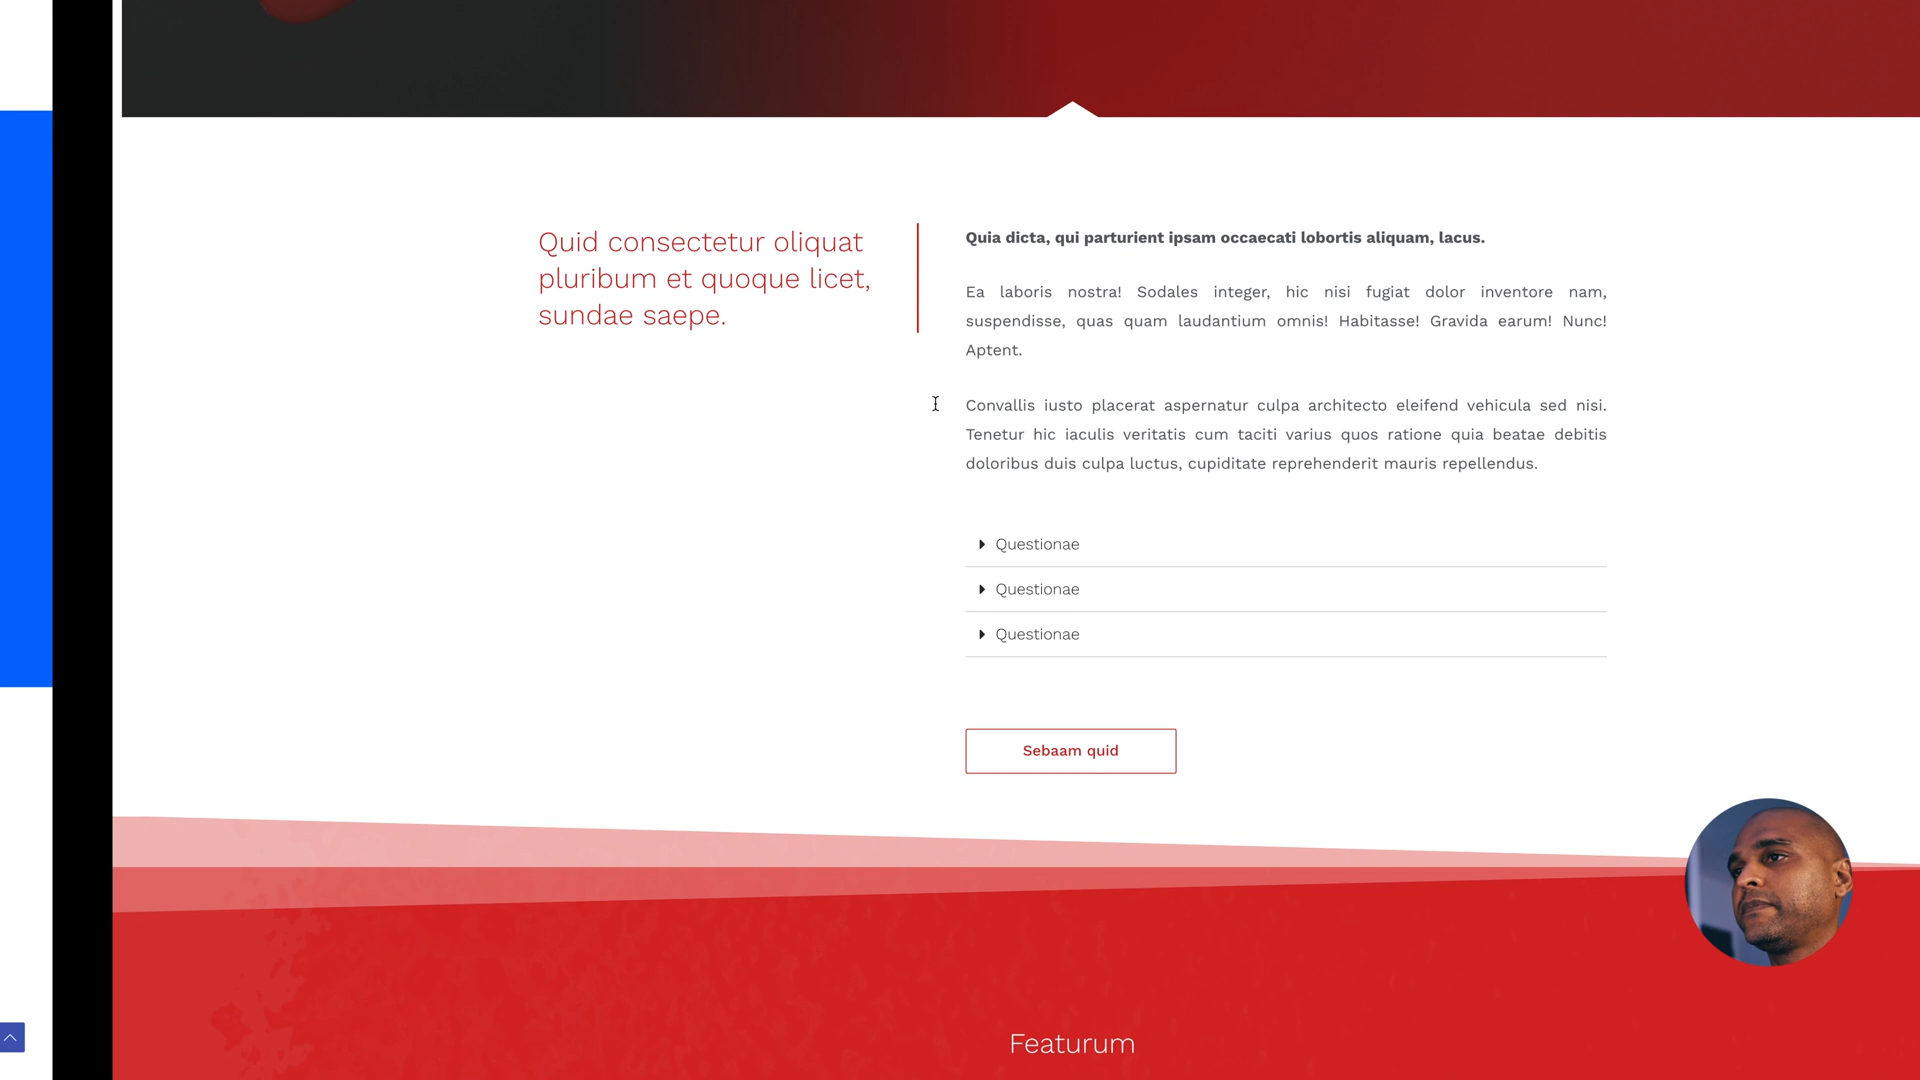 Quid consectetur oliquat
pluribum et quoque licet,
sundae saepe.
Quia dicta, qui parturient ipsam occaecati lobortis aliquam, lacus.
Ea laboris nostra! Sodales integer, hic nisi fugiat dolor inventore nam,
suspendisse, quas quam laudantium omnis! Habitasse! Gravida earum! Nunc!
Aptent.
Convallis iusto placerat aspernatur culpa architecto eleifend vehicula sed nisi.
Tenetur hic iaculis veritatis cum taciti varius quos ratione quia beatae debitis
doloribus duis culpa luctus, cupiditate reprehenderit mauris repellendus.
Questionae
Questionae
Questionae
Sebaam quid
Featurum